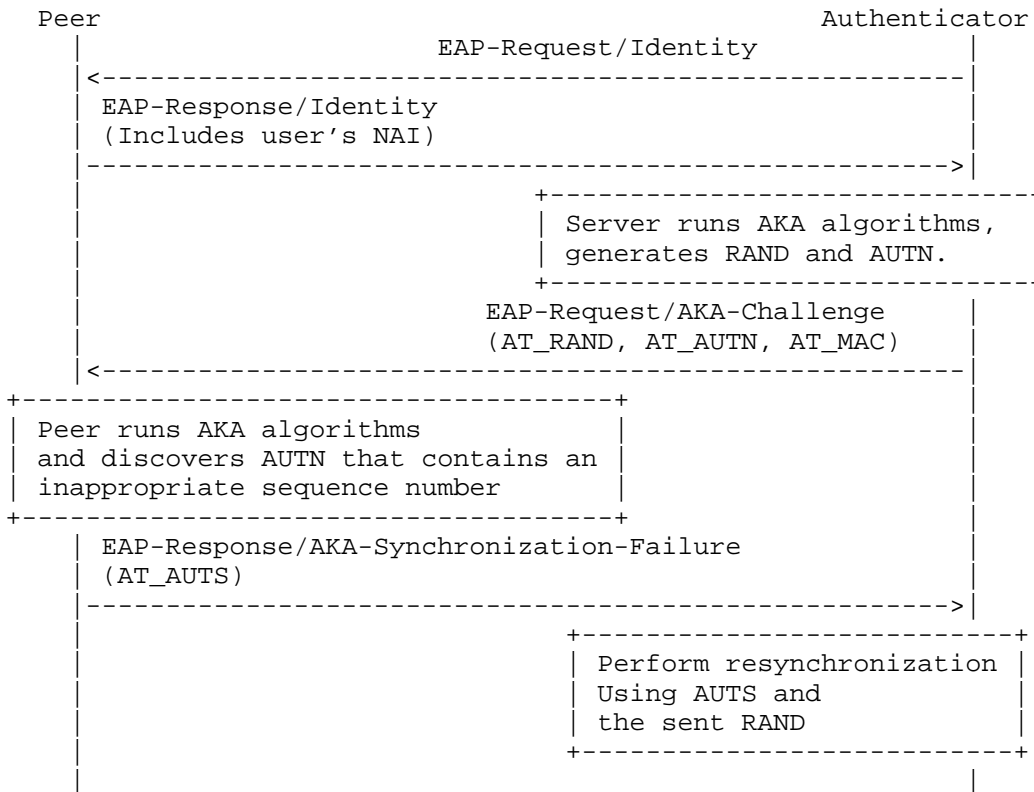 Peer Authenticator
EAP-Request/Identity
EAP-Response/Identity
(Includes user's NAI)
Server runs AKA algorithms,
generates RAND and AUTN.
EAP-Request/AKA-Challenge
(AT_RAND, AT_AUTN, AT_MAC)
Peer runs AKA algorithms
and discovers AUTN that contains an
inappropriate sequence number
EAP-Response/AKA-Synchronization-Failure
(AT_AUTS)
Perform resynchronization
Using AUTS and
the sent RAND